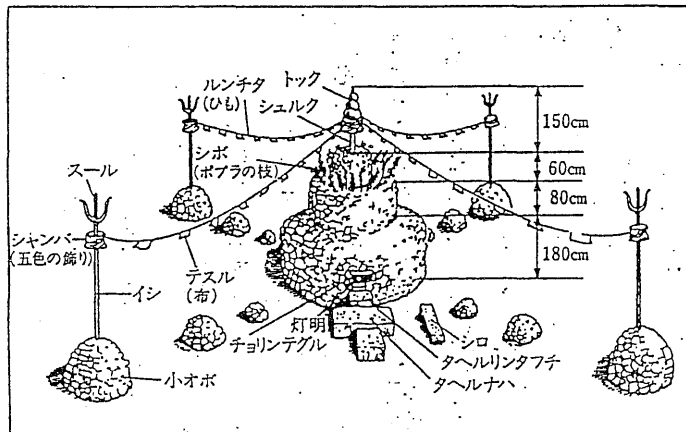 ルンチタ
(ひも)
トック
シュルク
150cm
シボ
(ポプラの枝)
60cm
スール
80cm
シャンバ
(五色の飾り)
180cm
テスル
(布)
イシ
灯明
シロ
チョリンテグル
タヘルリンタフチ
タヘルナハ
小オボ